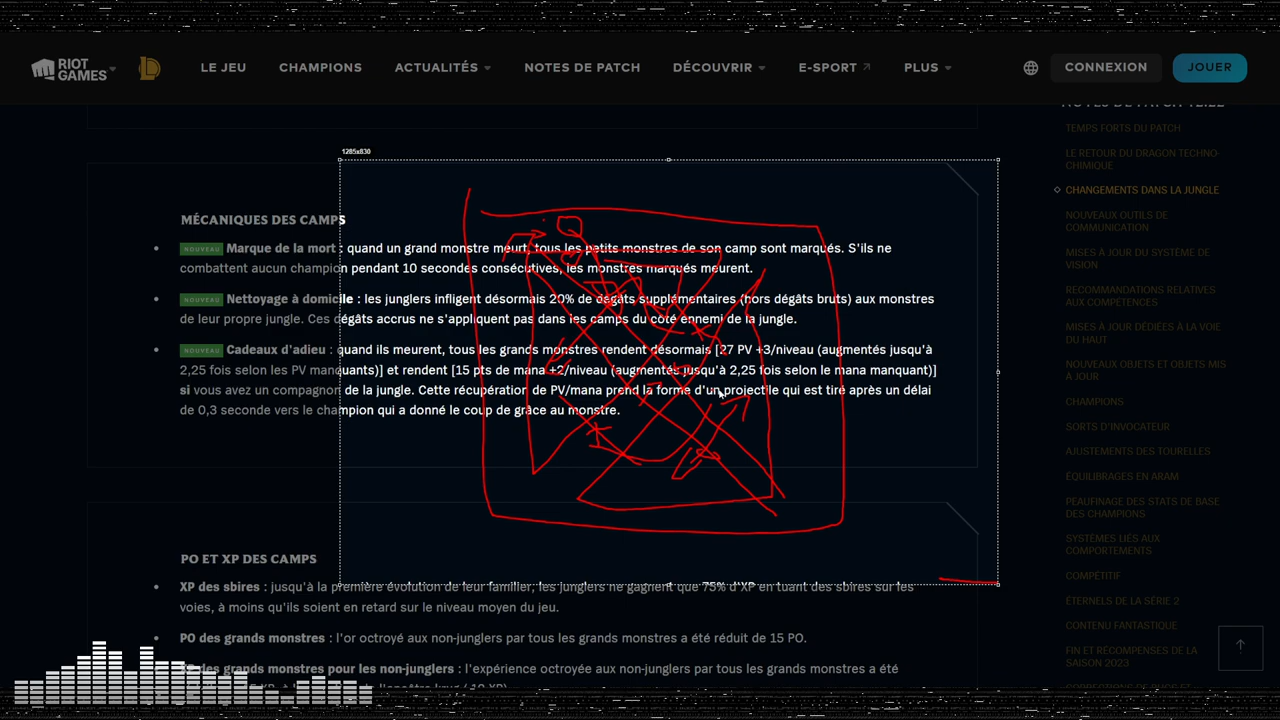 RIOT GAMES
LE JEU
CHAMPIONS
ACTUALITÉS
NOTES DE PATCH
DÉCOUVRIR
E-SPORT
PLUS
CONNEXION
JOUER
1285x830
MÉCANIQUES DES CAMPS
NOUVEAU Marque de la mort : quand un grand monstre meurt, tous les petits monstres de son camp sont marqués. S'ils ne
combattent aucun champion pendant 10 secondes consécutives, les monstres marqués meurent.
NOUVEAU Nettoyage à domicile : les junglers infligent désormais 20% de dégâts supplémentaires (hors dégâts bruts) aux monstres
de leur propre jungle. Ces dégâts accrus ne s'appliquent pas dans les camps du côté ennemi de la jungle.
NOUVEAU Cadeaux d'adieu : quand ils meurent, tous les grands monstres rendent désormais [27 PV +3/niveau (augmentés jusqu'à
2,25 fois selon les PV manquants)] et rendent [15 pts de mana +2/niveau (augmentés jusqu'à 2,25 fois selon le mana manquant)]
si vous avez un compagnon de la jungle. Cette récupération de PV/mana prend la forme d'un projectile qui est tiré après un délai
de 0,3 seconde vers le champion qui a donné le coup de grâce au monstre.
PO ET XP DES CAMPS
XP des sbires : jusqu'à la première évolution de leur familier, les junglers ne gagnent que 75% d'XP en tuant des sbires sur les
voies, à moins qu'ils soient en retard sur le niveau moyen du jeu.
PO des grands monstres : l'or octroyé aux non-junglers par tous les grands monstres a été réduit de 15 PO.
des grands monstres pour les non-junglers : l'expérience octroyée aux non-junglers par tous les grands monstres a été
NOTES DE PATCH 12.22
TEMPS FORTS DU PATCH
LE RETOUR DU DRAGON TECHNO-
CHIMIQUE
CHANGEMENTS DANS LA JUNGLE
NOUVEAUX OUTILS DE
COMMUNICATION
MISES À JOUR DU SYSTÈME DE
VISION
RECOMMANDATIONS RELATIVES
AUX COMPÉTENCES
MISES À JOUR DÉDIÉES À LA VOIE
DU HAUT
NOUVEAUX OBJETS ET OBJETS MIS
À JOUR
CHAMPIONS
SORTS D'INVOCATEUR
AJUSTEMENTS DES TOURELLES
ÉQUILIBRAGES EN ARAM
PEAUFINAGE DES STATS DE BASE
DES CHAMPIONS
SYSTÈMES LIÉS AUX
COMPORTEMENTS
COMPÉTITIF
ÉTERNELS DE LA SÉRIE 2
CONTENU FANTASTIQUE
FIN ET RÉCOMPENSES DE LA
SAISON 2023